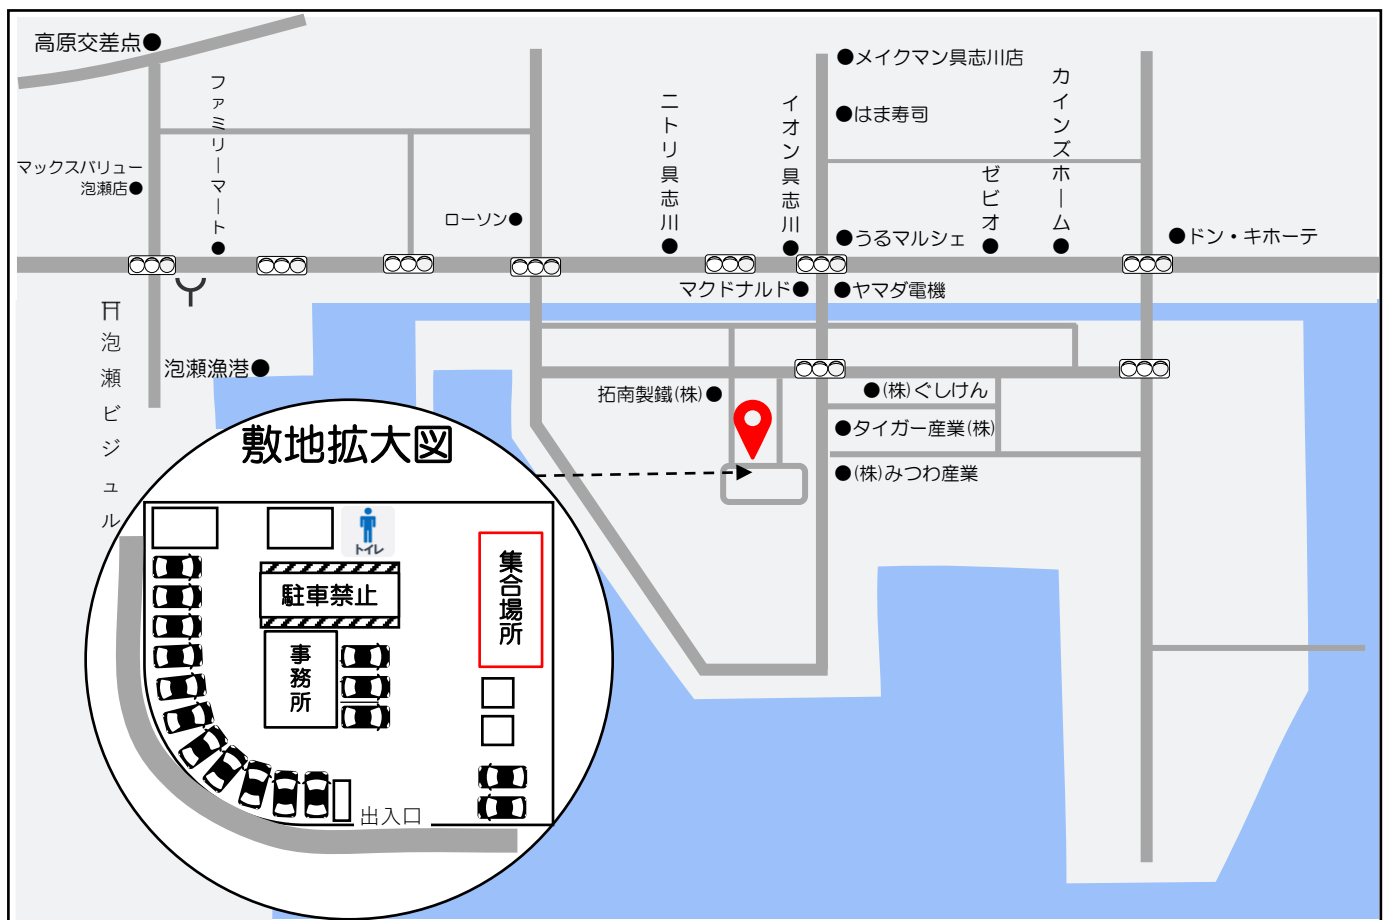 高原交差点
ファミリーマート
マックスバリュー
泡瀬店
ローソン
ニトリ具志川
イオン具志川
メイクマン具志川店
はま寿司
うるマルシェ
ゼビオ
カインズホーム
ドン・キホーテ
マクドナルド
ヤマダ電機
泡瀬ビジュル
泡瀬漁港
拓南製鐵(株)
(株)ぐしけん
タイガー産業(株)
(株)みつわ産業
敷地拡大図
トイレ
駐車禁止
集合場所
事務所
出入口